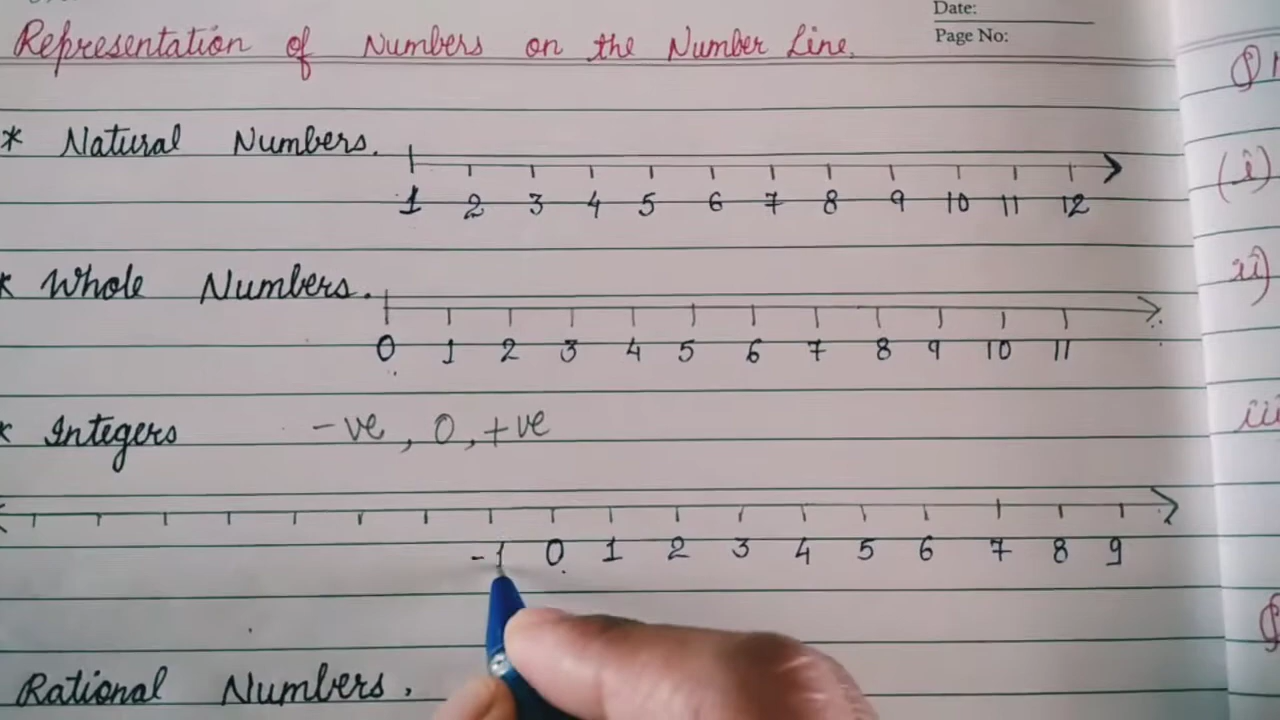 Date:
Page No:
Representation of Numbers on the Number Line.
* Natural Numbers.
1 2 3 4 5 6 7 8 9 10 11 12
* Whole Numbers.
0 1 2 3 4 5 6 7 8 9 10 11
* Integers -ve, 0, +ve
-1 0 1 2 3 4 5 6 7 8 9
Rational Numbers.
(i)
ii)
iii